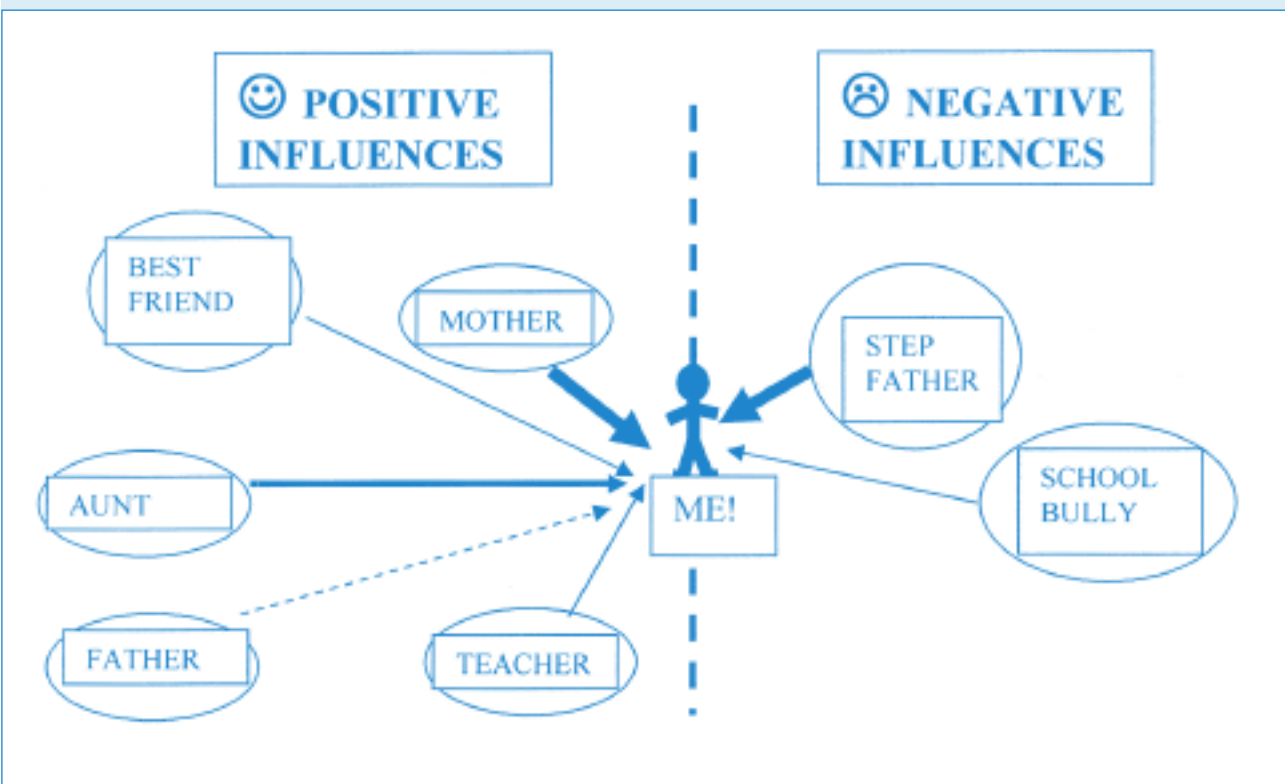 ☺ POSITIVE
INFLUENCES
☹ NEGATIVE
INFLUENCES
BEST
FRIEND
MOTHER
STEP
FATHER
AUNT
ME!
SCHOOL
BULLY
FATHER
TEACHER